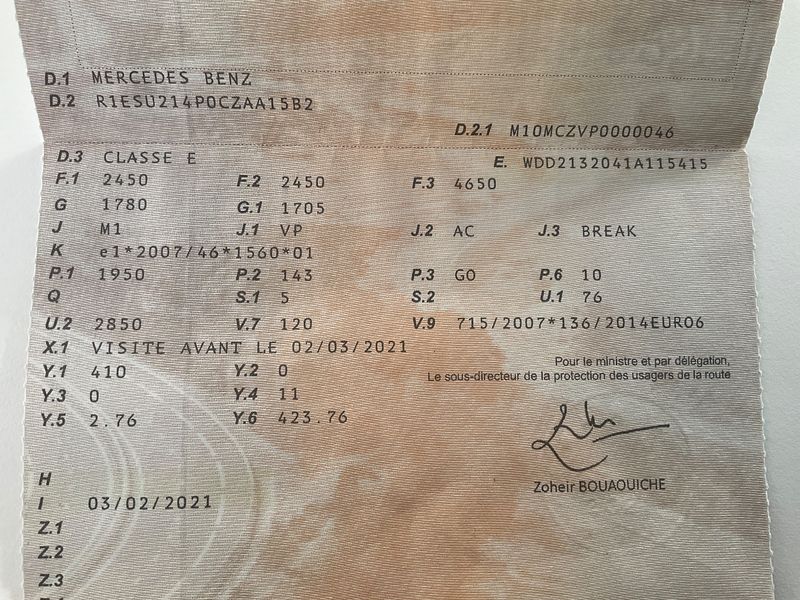 D.1 MERCEDES BENZ
D.2 R1ESU214P0CZAA15B2
D.2.1 M10MCZVP0000046
D.3 CLASSE E E. WDD2132041A115415
F.1 2450 F.2 2450 F.3 4650
G 1780 G.1 1705
J M1 J.1 VP J.2 AC J.3 BREAK
K e1*2007/46*1560*01
P.1 1950 P.2 143 P.3 GO P.6 10
Q S.1 5 S.2 U.1 76
U.2 2850 V.7 120 V.9 715/2007*136/2014EURO6
X.1 VISITE AVANT LE 02/03/2021
Pour le ministre et par délégation,
Le sous-directeur de la protection des usagers de la route
Y.1 410 Y.2 0
Y.3 0 Y.4 11
Y.5 2.76 Y.6 423.76
Zoheir BOUAOUICHE
H
I 03/02/2021
Z.1
Z.2
Z.3